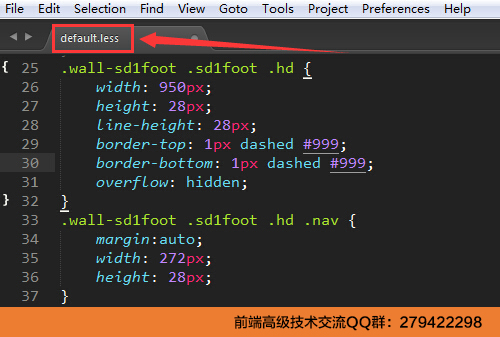 File Edit Selection Find View Goto Tools Project Preferences Help
default.less
{ 25 .wall-sd1foot .sd1foot .hd {
26 width: 950px;
27 height: 28px;
28 line-height: 28px;
29 border-top: 1px dashed #999;
30 border-bottom: 1px dashed #999;
31 overflow: hidden;
} 32 }
33 .wall-sd1foot .sd1foot .hd .nav {
34 margin:auto;
35 width: 272px;
36 height: 28px;
37 }
前端高级技术交流QQ群：279422298